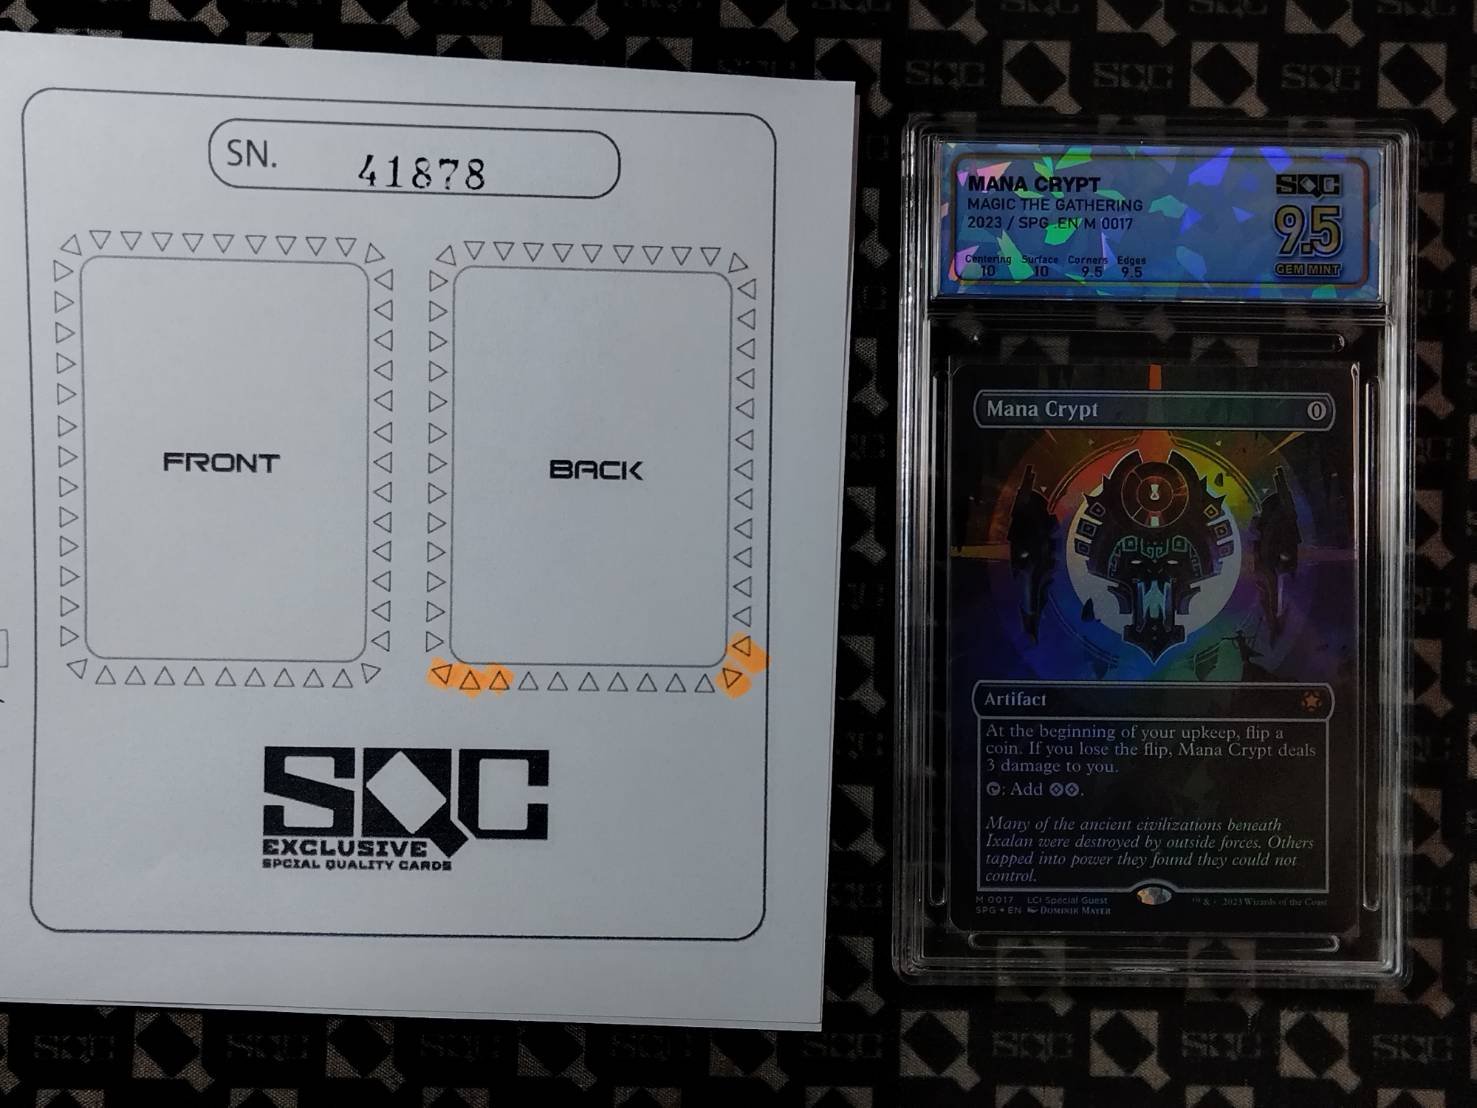 SN. 41878
FRONT
BACK
SQC
EXCLUSIVE
SPCIAL QUALITY CARDS
MANA CRYPT
MAGIC THE GATHERING
2023 / SPG EN M 0017
Centering Surface Corners Edges
10 10 9.5 9.5
SQC
9.5
GEM MINT
Mana Crypt 0
Artifact
At the beginning of your upkeep, flip a
coin. If you lose the flip, Mana Crypt deals
3 damage to you.
: Add
Many of the ancient civilizations beneath
Ixalan were destroyed by outside forces. Others
tapped into power they found they could not
control.
M 0017 LCI Special Guest
SPG • EN DOMINIK MAYER
™ & © 2023 Wizards of the Coast